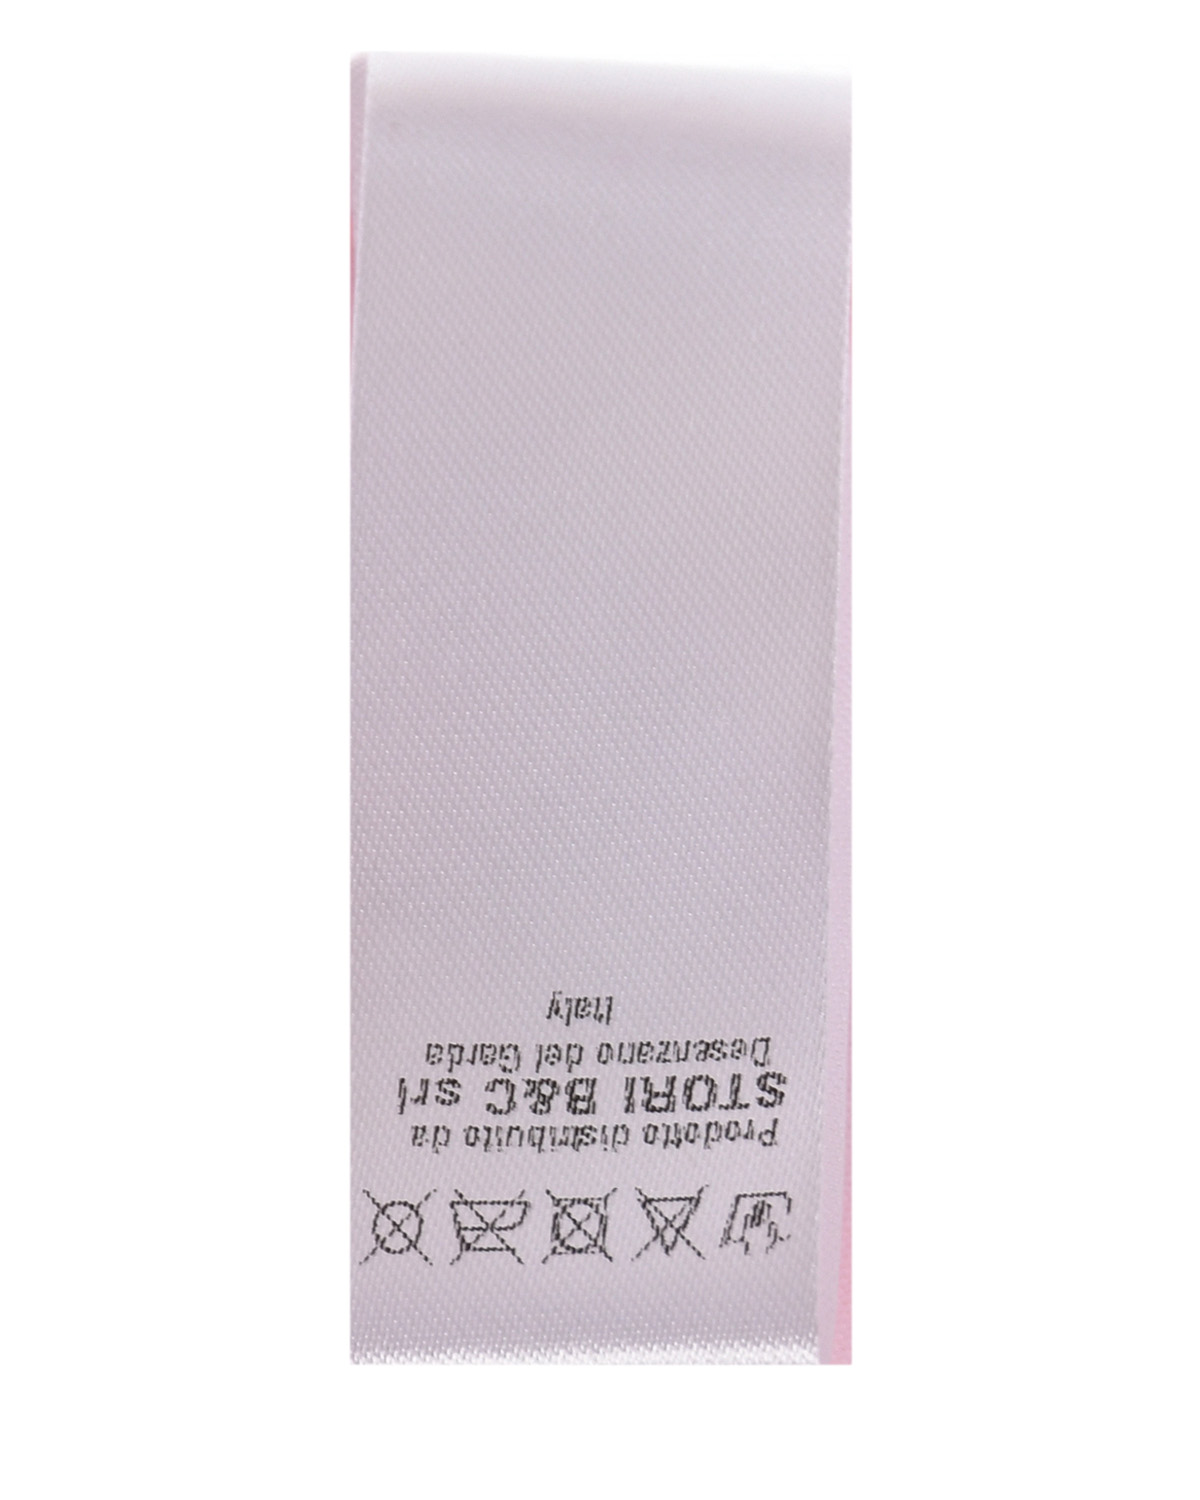 Prodotto distribuito da
STORI B&C srl
Desenzano del Garda
Italy